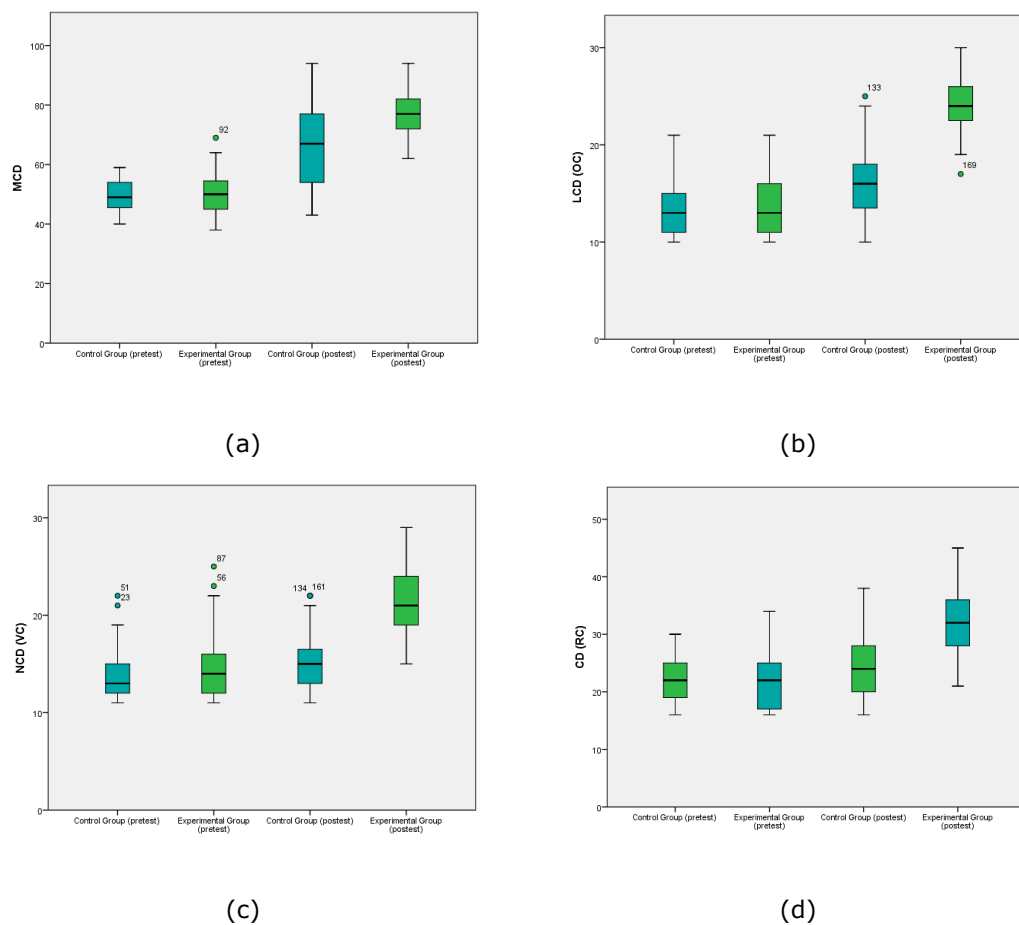 100
80
60
40
20
0
MCD
92
Control Group (pretest)
Experimental Group
(pretest)
Control Group (postest)
Experimental Group
(postest)
(a)
30
20
10
0
LCD (OC)
133
169
Control Group (pretest)
Experimental Group
(pretest)
Control Group (postest)
Experimental Group
(postest)
(b)
30
20
10
0
NCD (VC)
51
23
87
56
134 161
Control Group (pretest)
Experimental Group
(pretest)
Control Group (postest)
Experimental Group
(postest)
(c)
50
40
30
20
10
0
CD (RC)
Control Group (pretest)
Experimental Group
(pretest)
Control Group (postest)
Experimental Group
(postest)
(d)